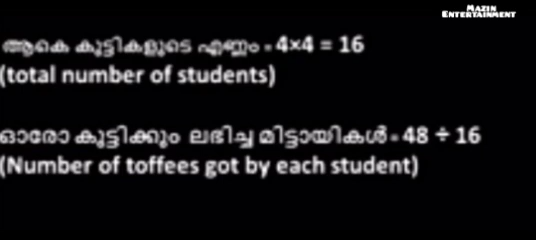 MAZIN
ENTERTAINMENT
ആകെ കുട്ടികളുടെ എണ്ണം = 4×4 = 16
(total number of students)
ഓരോ കുട്ടിക്കും ലഭിച്ച മിട്ടായികൾ = 48 ÷ 16
(Number of toffees got by each student)